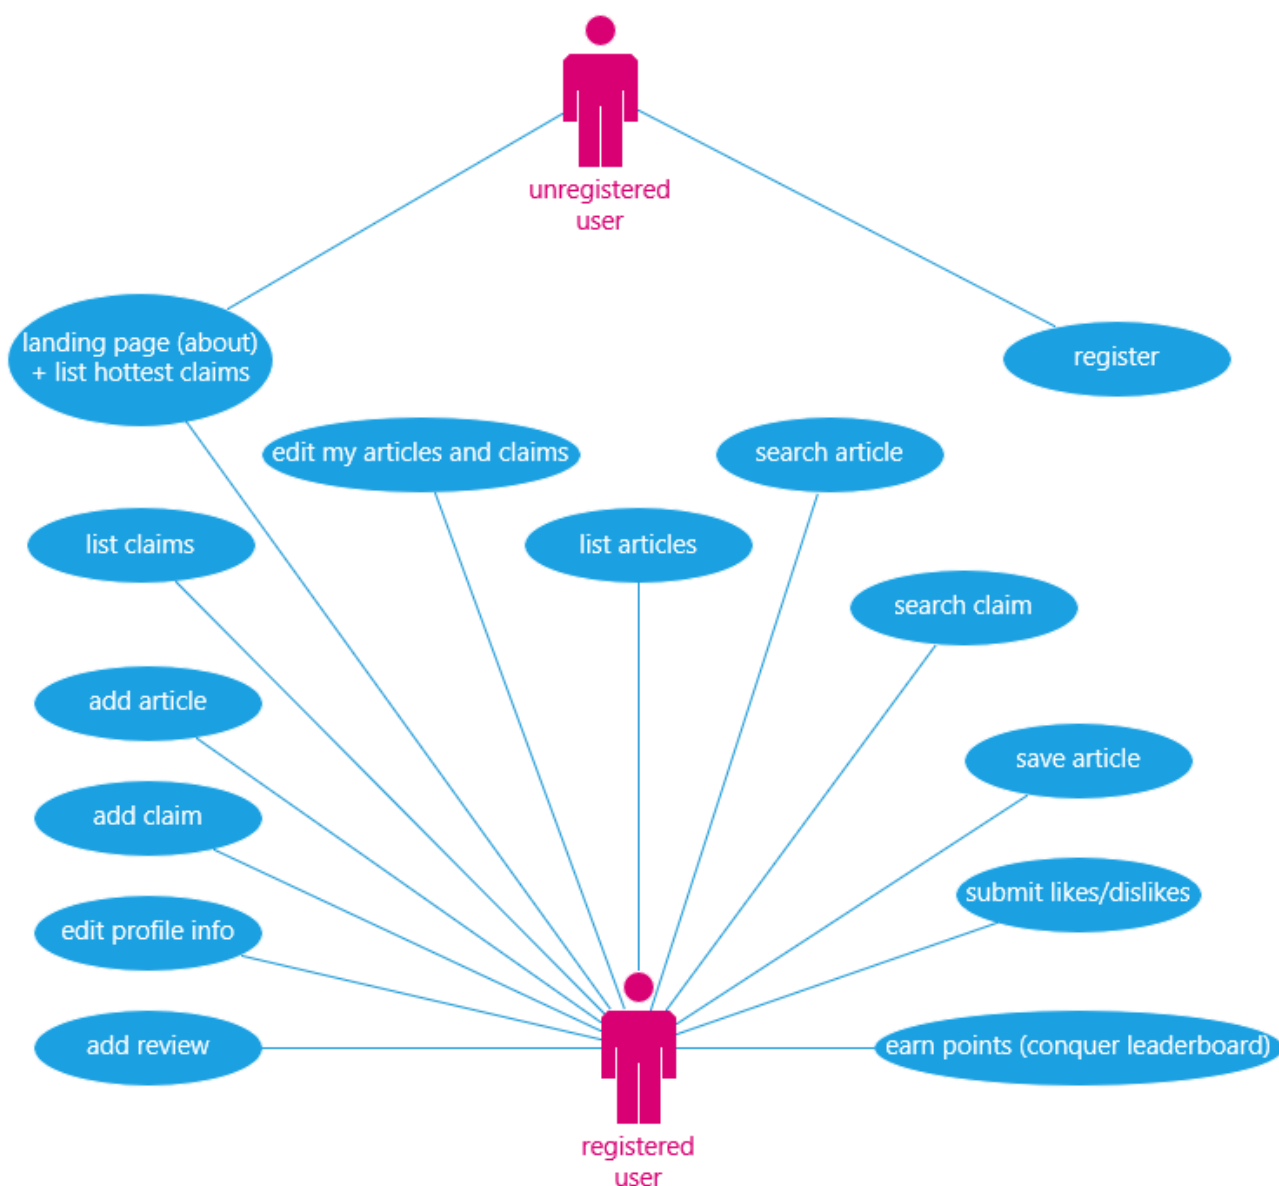 unregistered
user
landing page (about)
+ list hottest claims
register
edit my articles and claims
search article
list claims
list articles
search claim
add article
save article
add claim
submit likes/dislikes
edit profile info
add review
earn points (conquer leaderboard)
registered
user